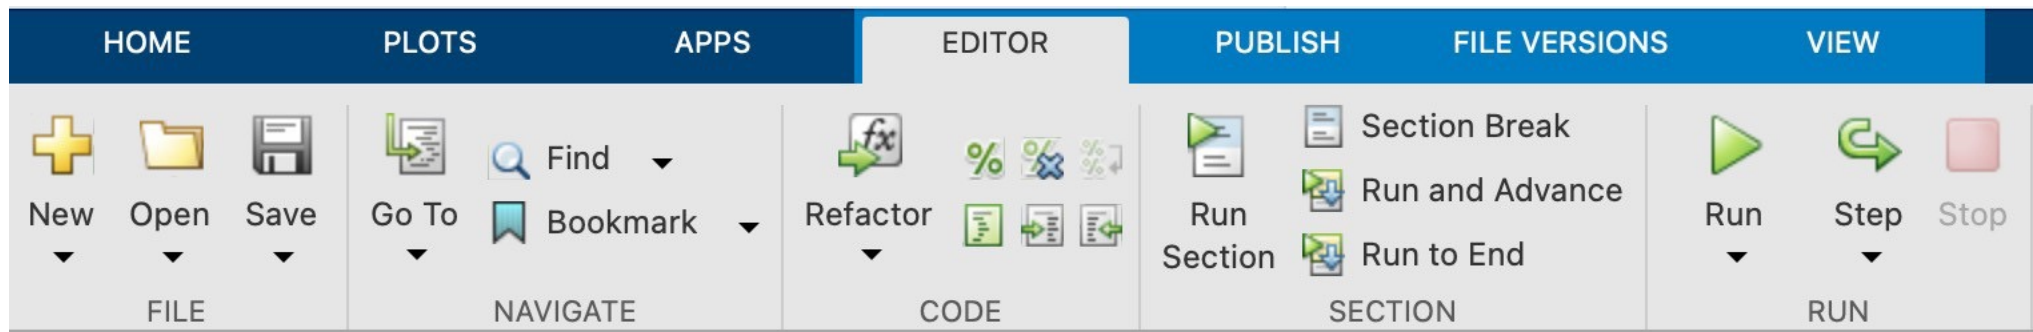 HOME PLOTS APPS EDITOR PUBLISH FILE VERSIONS VIEW
New Open Save
FILE
Go To
Find
Bookmark
NAVIGATE
Refactor
CODE
Run
Section
Section Break
Run and Advance
Run to End
SECTION
Run Step Stop
RUN